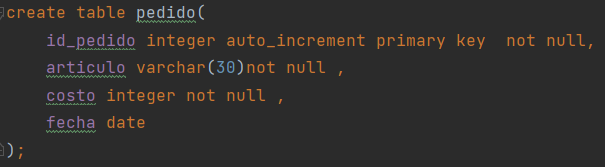 create table pedido(
id_pedido integer auto_increment primary key  not null,
articulo varchar(30)not null ,
costo integer not null ,
fecha date
);